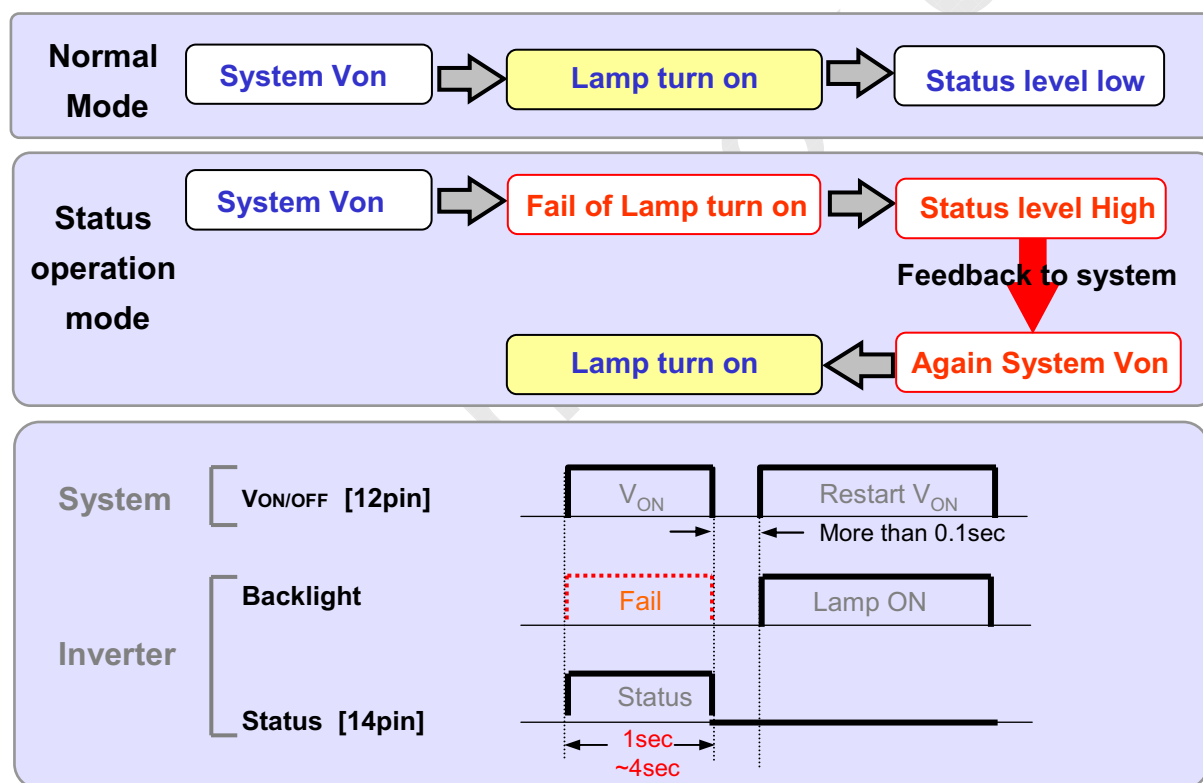 Normal
Mode
System Von
Lamp turn on
Status level low
Status
operation
mode
System Von
Fail of Lamp turn on
Status level High
Feedback to system
Lamp turn on
Again System Von
System
VON/OFF [12pin]
VON
Restart VON
More than 0.1sec
Inverter
Backlight
Fail
Lamp ON
Status [14pin]
Status
1sec
~4sec